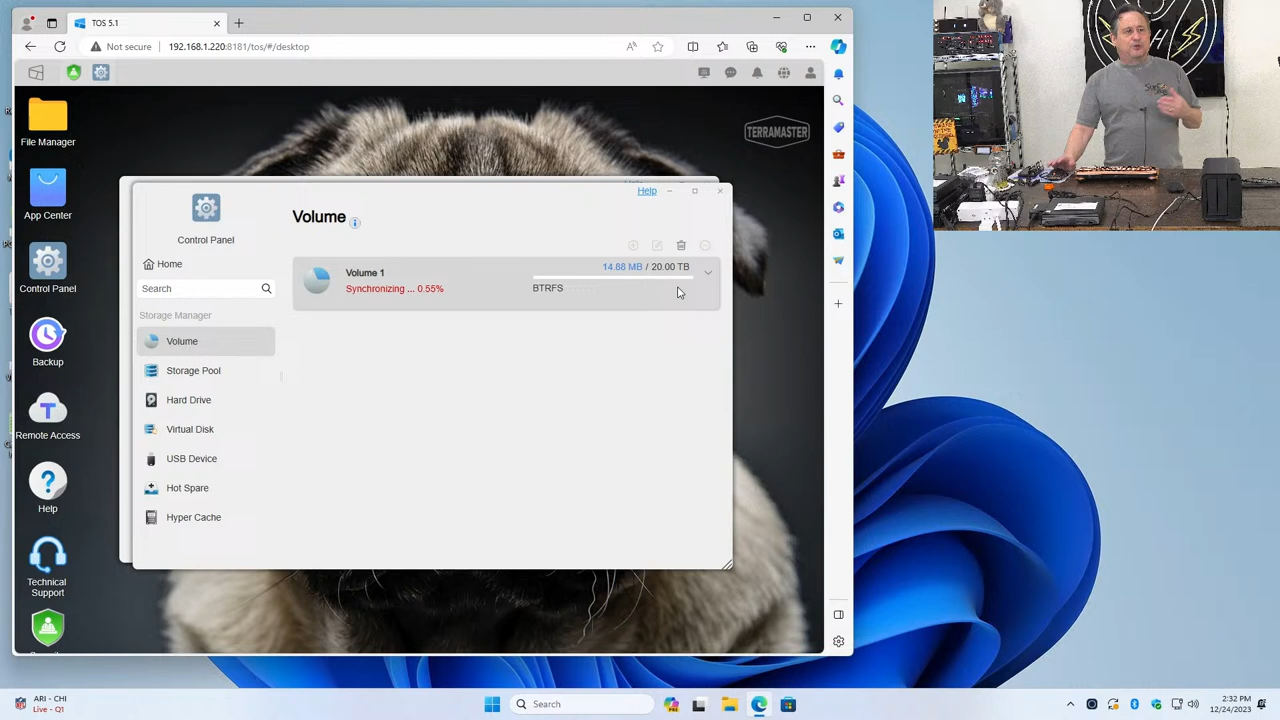 TOS 5.1
Not secure
192.168.1.220:8181/tos/#/desktop
File Manager
App Center
Control Panel
Backup
Remote Access
Help
Technical
Support
TERRAMASTER
Help
Control Panel
Home
Search
Storage Manager
Volume
Storage Pool
Hard Drive
Virtual Disk
USB Device
Hot Spare
Hyper Cache
Volume
Volume 1
Synchronizing ... 0.55%
14.88 MB / 20.00 TB
BTRFS
ARI - CHI
Live - Q1
Search
2:32 PM
12/24/2023